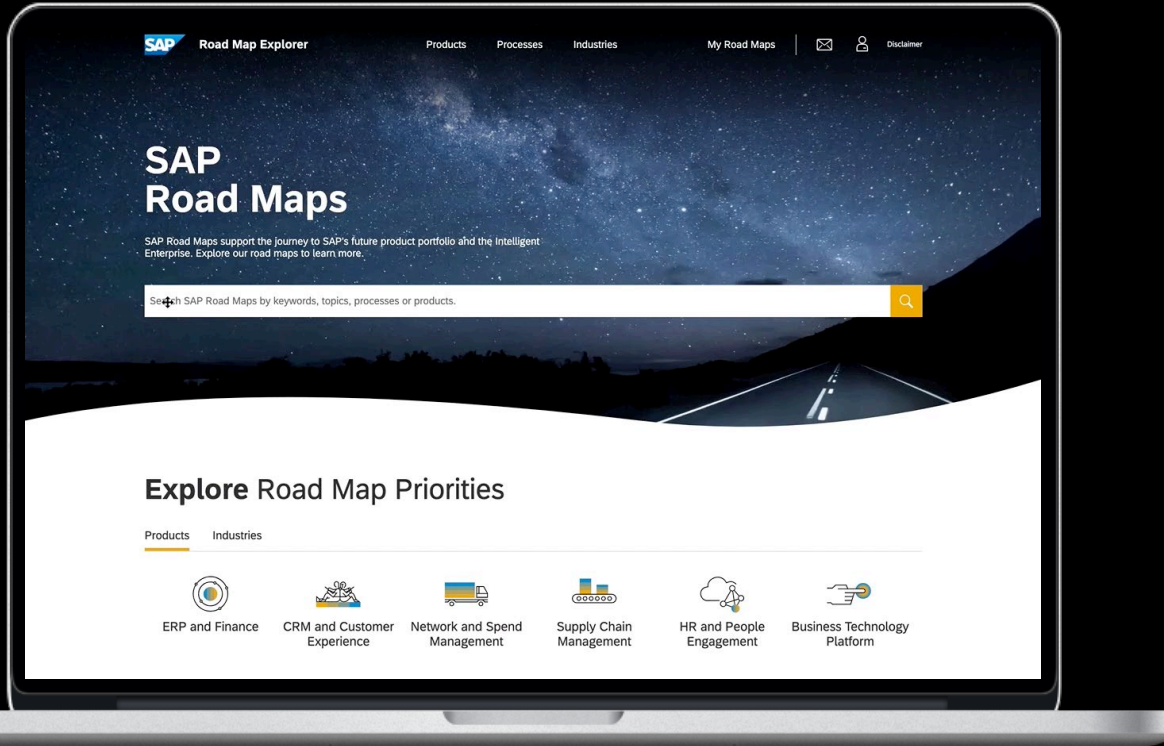 SAP Road Map Explorer Products Processes Industries My Road Maps Disclaimer
SAP
Road Maps
SAP Road Maps support the journey to SAP's future product portfolio and the Intelligent
Enterprise. Explore our road maps to learn more.
Search SAP Road Maps by keywords, topics, processes or products.
Explore Road Map Priorities
Products Industries
ERP and Finance
CRM and Customer
Experience
Network and Spend
Management
Supply Chain
Management
HR and People
Engagement
Business Technology
Platform